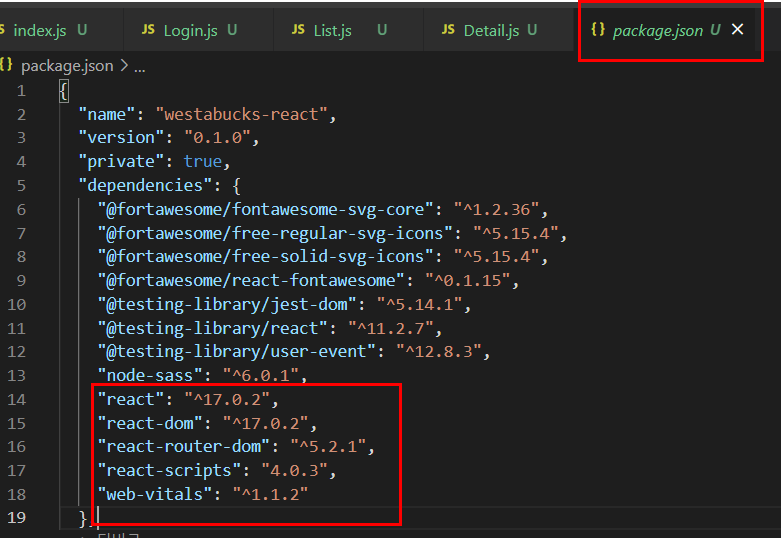 index.js U JS Login.js U JS List.js U JS Detail.js U {} package.json U ×
{} package.json > ...
1 {
2 "name": "westabucks-react",
3 "version": "0.1.0",
4 "private": true,
5 "dependencies": {
6 "@fortawesome/fontawesome-svg-core": "^1.2.36",
7 "@fortawesome/free-regular-svg-icons": "^5.15.4",
8 "@fortawesome/free-solid-svg-icons": "^5.15.4",
9 "@fortawesome/react-fontawesome": "^0.1.15",
10 "@testing-library/jest-dom": "^5.14.1",
11 "@testing-library/react": "^11.2.7",
12 "@testing-library/user-event": "^12.8.3",
13 "node-sass": "^6.0.1",
14 "react": "^17.0.2",
15 "react-dom": "^17.0.2",
16 "react-router-dom": "^5.2.1",
17 "react-scripts": "4.0.3",
18 "web-vitals": "^1.1.2"
19 },